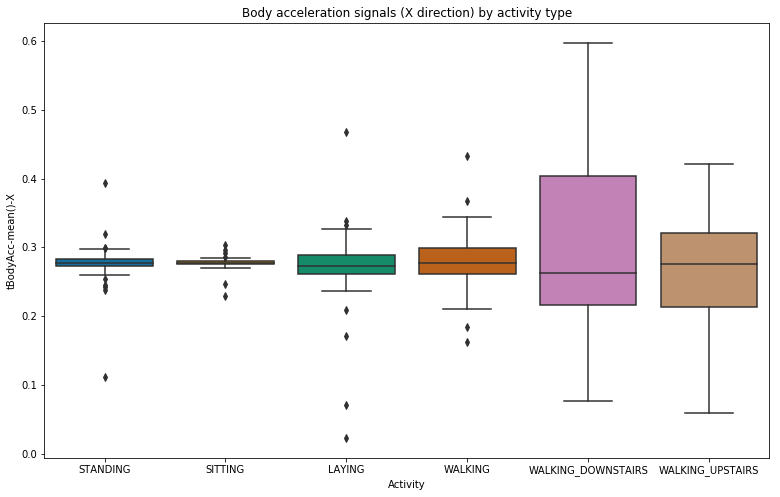 Body acceleration signals (X direction) by activity type
tBodyAcc-mean()-X
0.6
0.5
0.4
0.3
0.2
0.1
0.0
STANDING SITTING LAYING WALKING WALKING_DOWNSTAIRS WALKING_UPSTAIRS
Activity